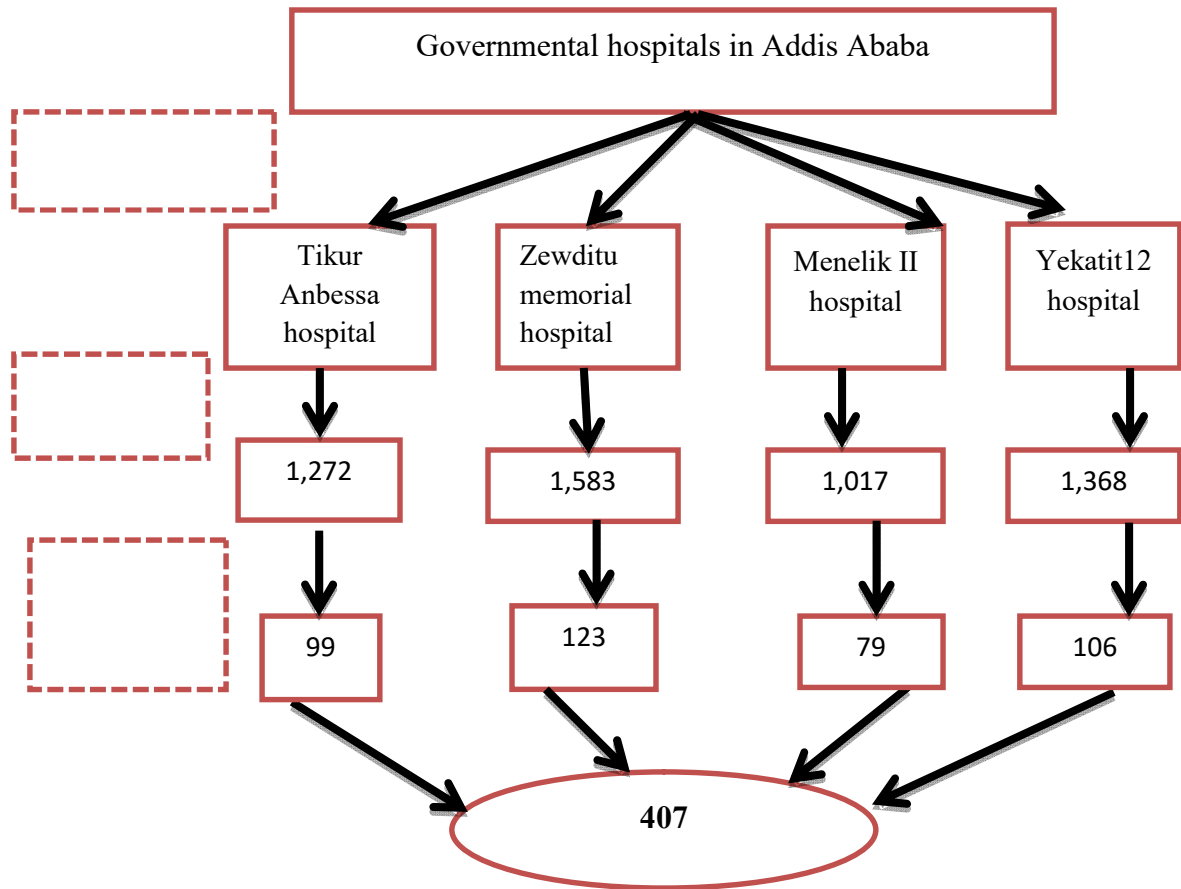 Governmental hospitals in Addis Ababa
Tikur
Anbessa
hospital
Zewditu
memorial
hospital
Menelik II
hospital
Yekatit12
hospital
1,272
1,583
1,017
1,368
99
123
79
106
407